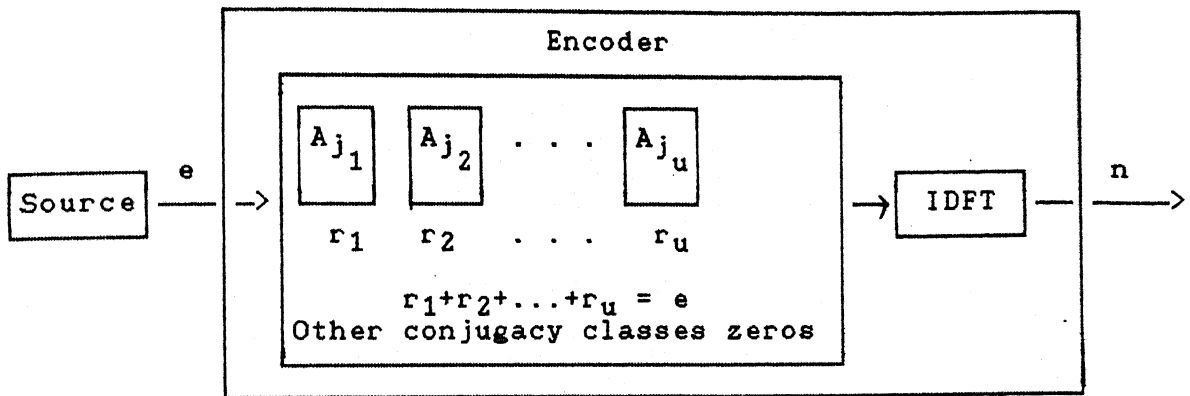 Encoder
A_{j_1} A_{j_2} . . . A_{j_u}
e
n
Source
IDFT
r_1 r_2 . . . r_u
r_1+r_2+...+r_u = e
Other conjugacy classes zeros